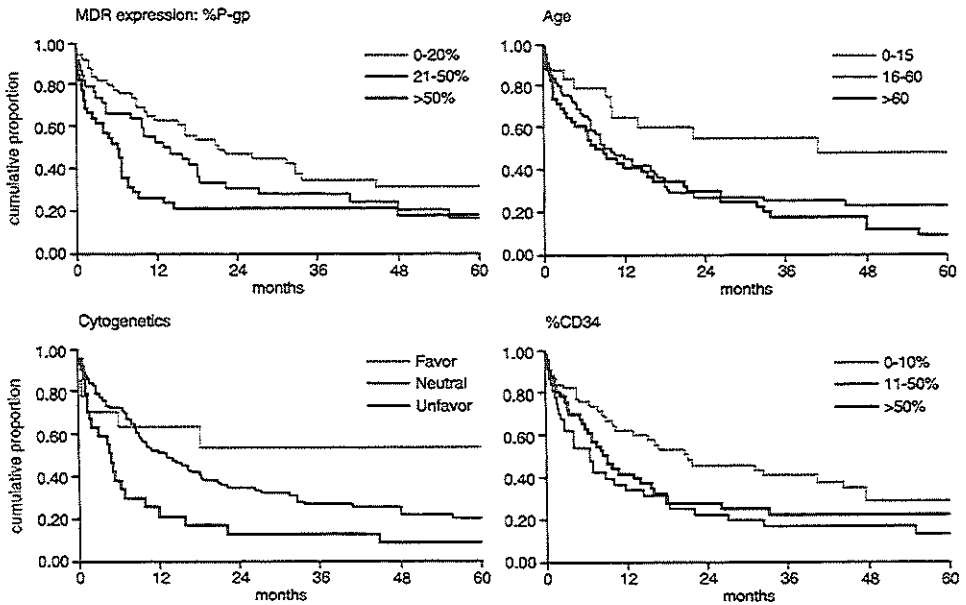 MDR expression: %P-gp
cumulative proportion
1.00
0.80
0.60
0.40
0.20
0.00
0-20%
21-50%
>50%
0 12 24 36 48 60
months
Age
1.00
0.80
0.60
0.40
0.20
0.00
0-15
16-60
>60
0 12 24 36 48 60
months
Cytogenetics
cumulative proportion
1.00
0.80
0.60
0.40
0.20
0.00
Favor
Neutral
Unfavor
0 12 24 36 48 60
months
%CD34
1.00
0.80
0.60
0.40
0.20
0.00
0-10%
11-50%
>50%
0 12 24 36 48 60
months